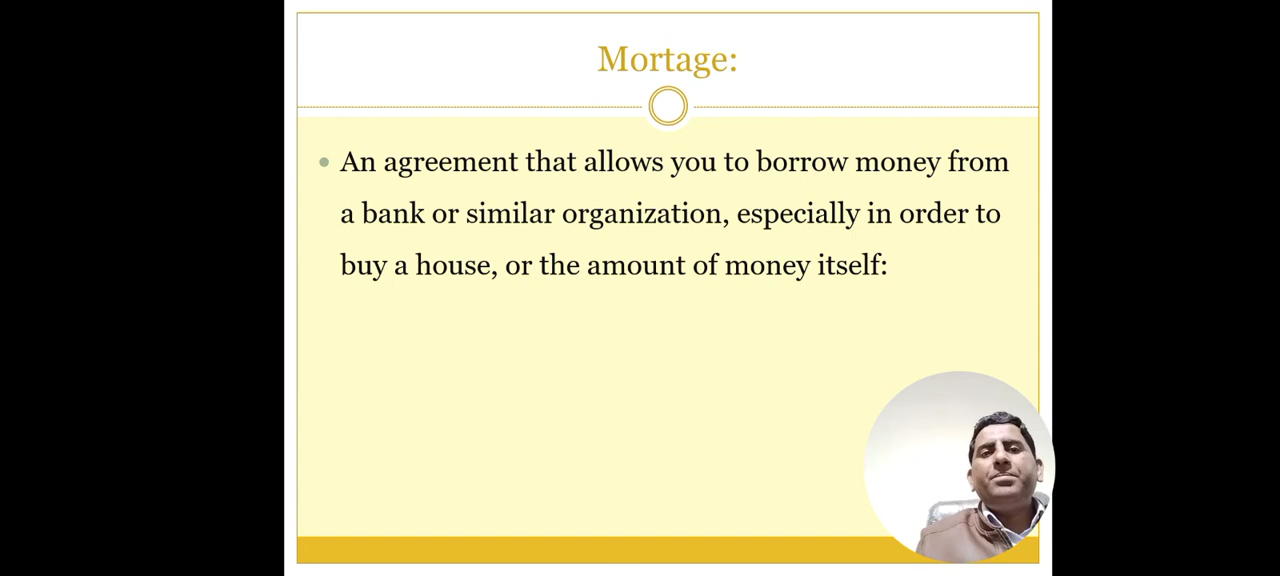 Mortage:
An agreement that allows you to borrow money from
a bank or similar organization, especially in order to
buy a house, or the amount of money itself: